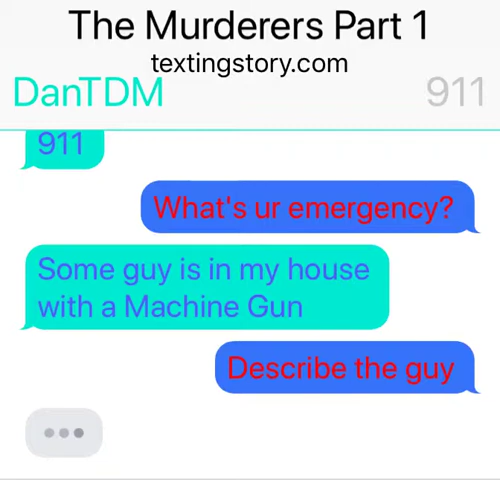 The Murderers Part 1
textingstory.com
DanTDM 911
911
What's ur emergency?
Some guy is in my house
with a Machine Gun
Describe the guy